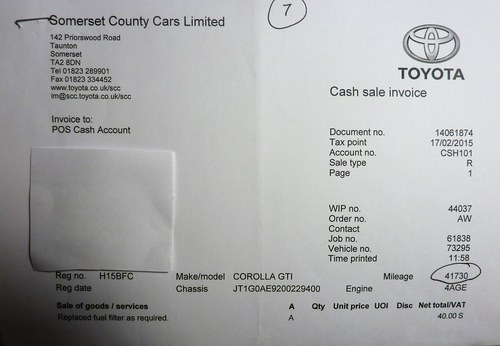 7
Somerset County Cars Limited
142 Priorswood Road
Taunton
Somerset
TA2 8DN
Tel 01823 289901
Fax 01823 334452
www.toyota.co.uk/scc
im@scc.toyota.co.uk/scc
TOYOTA
Cash sale invoice
Invoice to:
POS Cash Account
Document no. 14061874
Tax point 17/02/2015
Account no. CSH101
Sale type R
Page 1
WIP no. 44037
Order no. AW
Contact
Job no. 61838
Vehicle no. 73295
Time printed 11:58
Reg no. H15BFC Make/model COROLLA GTI Mileage 41730
Reg date Chassis JT1G0AE9200229400 Engine 4AGE
Sale of goods / services A Qty Unit price UOI Disc Net total/VAT
Replaced fuel filter as required. A 40.00 S